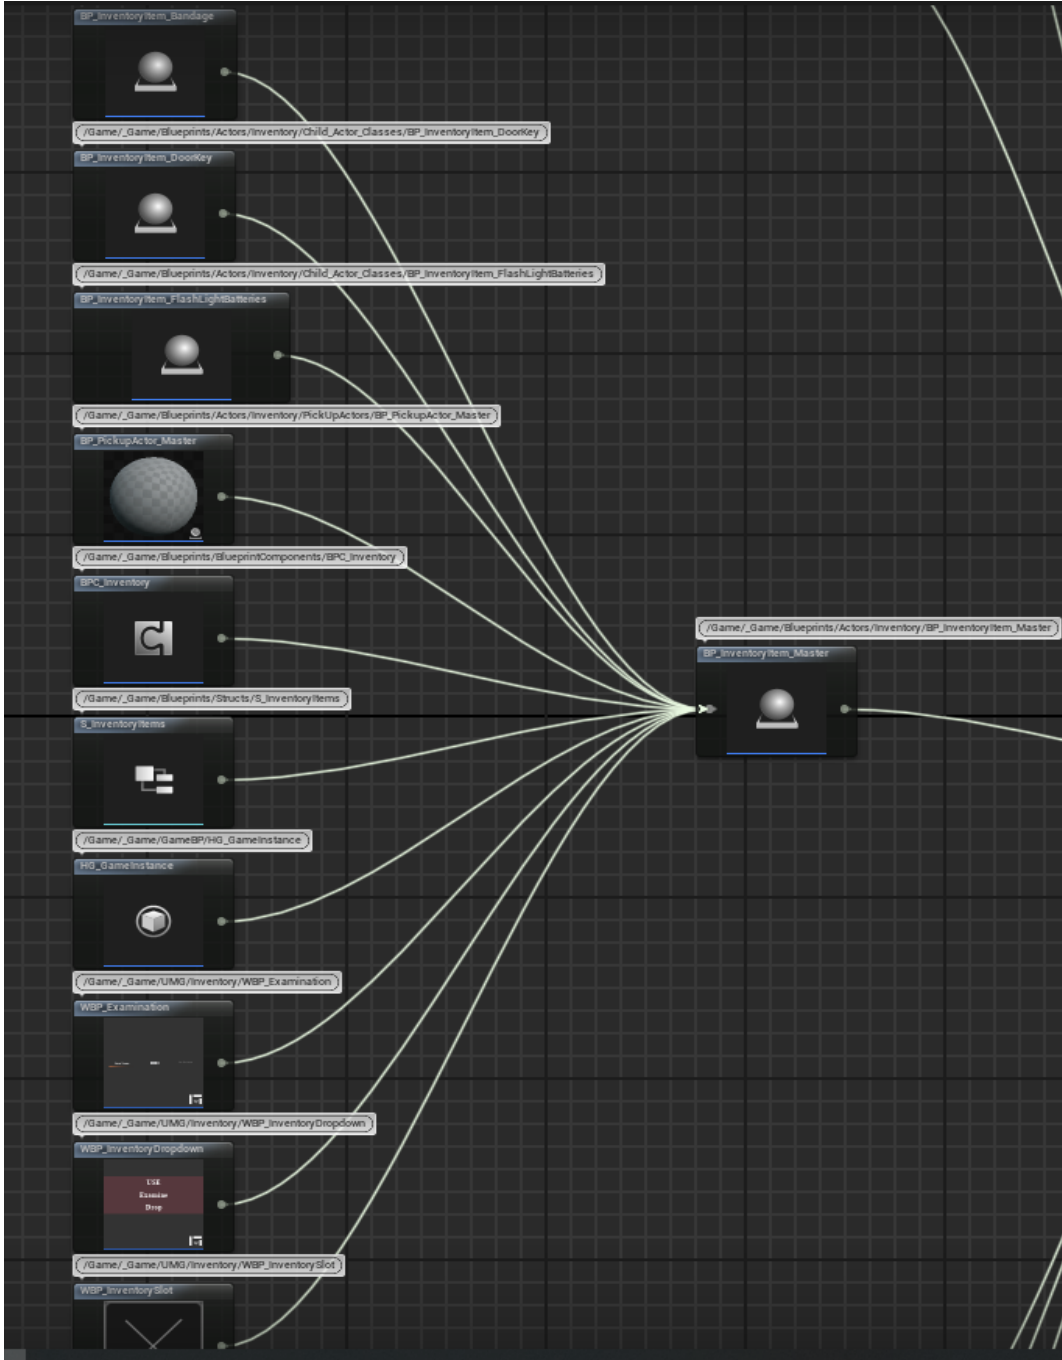 BP_InventoryItem_Bandage
/Game/_Game/Blueprints/Actors/Inventory/Child_Actor_Classes/BP_InventoryItem_DoorKey
BP_InventoryItem_DoorKey
/Game/_Game/Blueprints/Actors/Inventory/Child_Actor_Classes/BP_InventoryItem_FlashLightBatteries
BP_InventoryItem_FlashLightBatteries
/Game/_Game/Blueprints/Actors/Inventory/PickUpActors/BP_PickupActor_Master
BP_PickupActor_Master
/Game/_Game/Blueprints/BlueprintComponents/BPC_Inventory
BPC_Inventory
/Game/_Game/Blueprints/Actors/Inventory/BP_InventoryItem_Master
BP_InventoryItem_Master
/Game/_Game/Blueprints/Structs/S_InventoryItems
S_InventoryItems
/Game/_Game/GameBP/HG_GameInstance
HG_GameInstance
/Game/_Game/UMG/Inventory/WBP_Examination
WBP_Examination
/Game/_Game/UMG/Inventory/WBP_InventoryDropdown
WBP_InventoryDropdown
USE
Examine
Drop
/Game/_Game/UMG/Inventory/WBP_InventorySlot
WBP_InventorySlot